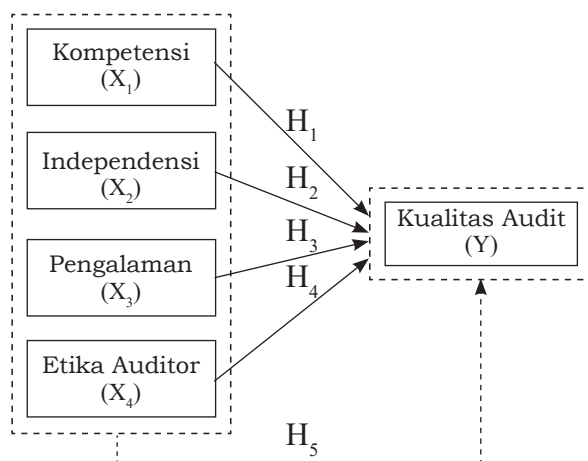 Kompetensi
(X1)
H1
Independensi
(X2)
H2
Kualitas Audit
(Y)
H3
Pengalaman
(X3)
H4
Etika Auditor
(X4)
H5